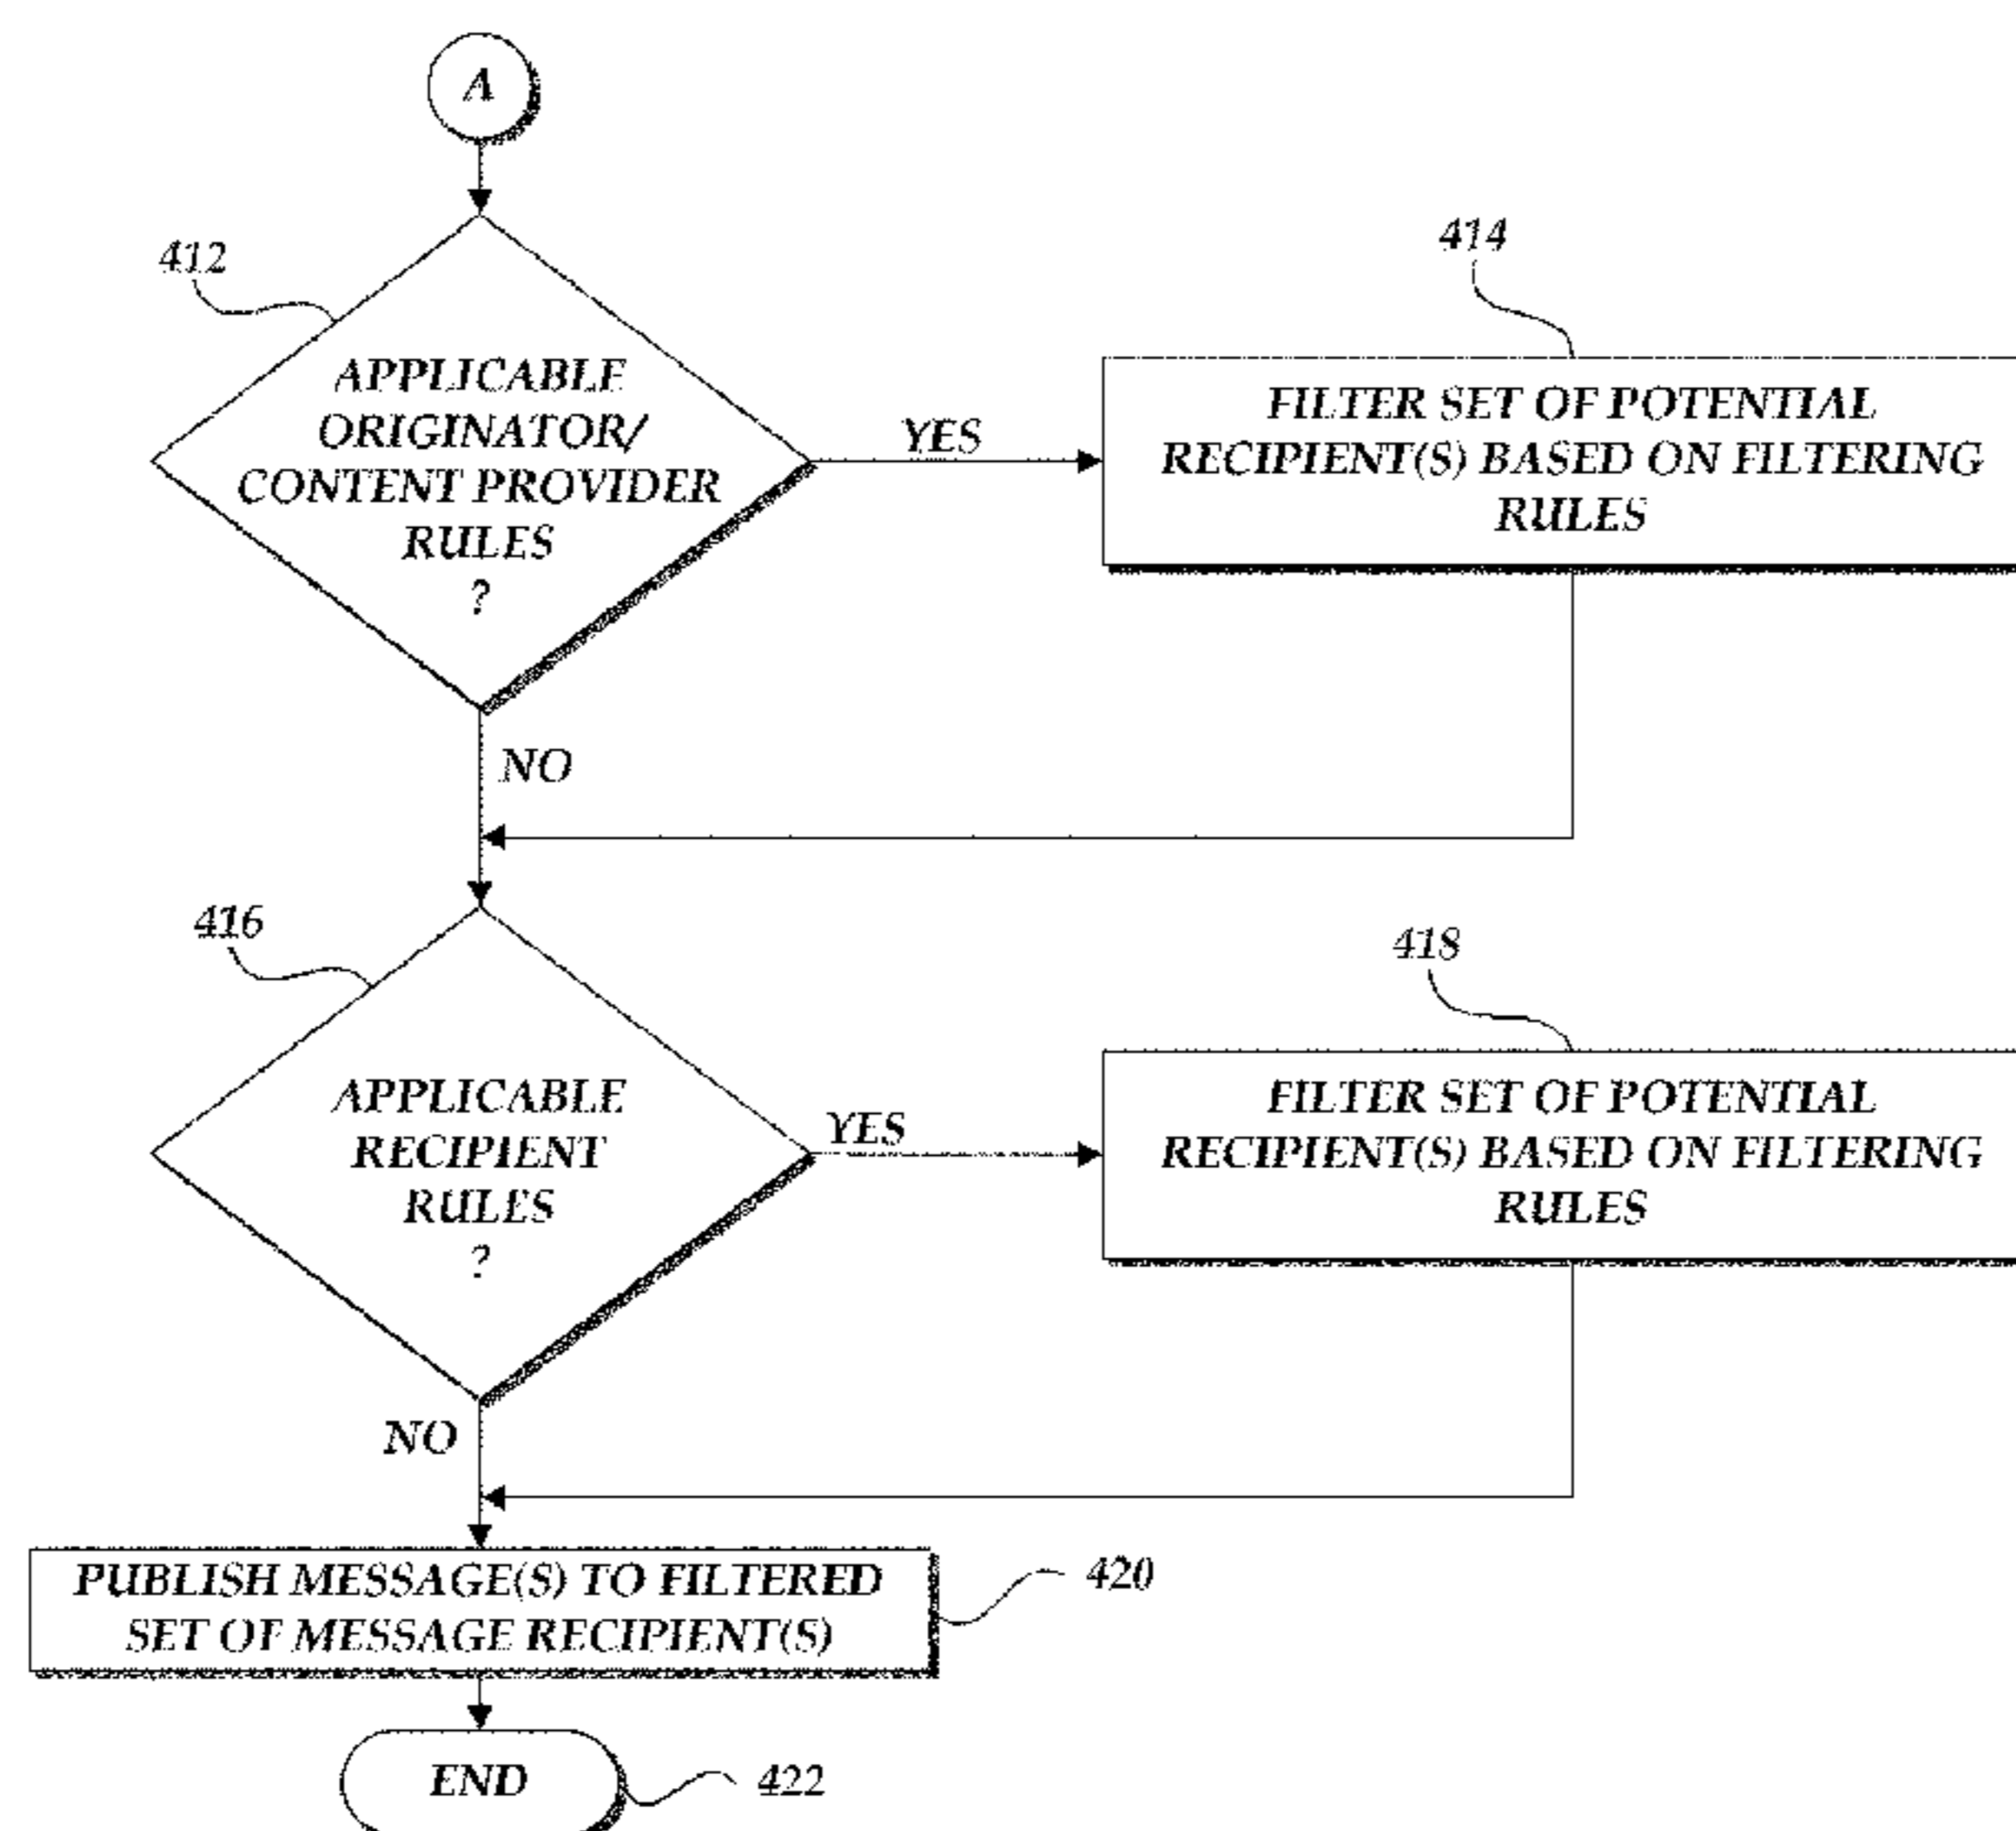 A
412
APPLICABLE
ORIGINATOR/
CONTENT PROVIDER
RULES
?
YES
414
FILTER SET OF POTENTIAL
RECIPIENT(S) BASED ON FILTERING
RULES
NO
416
APPLICABLE
RECIPIENT
RULES
?
YES
418
FILTER SET OF POTENTIAL
RECIPIENT(S) BASED ON FILTERING
RULES
NO
PUBLISH MESSAGE(S) TO FILTERED
SET OF MESSAGE RECIPIENT(S)
420
END
422